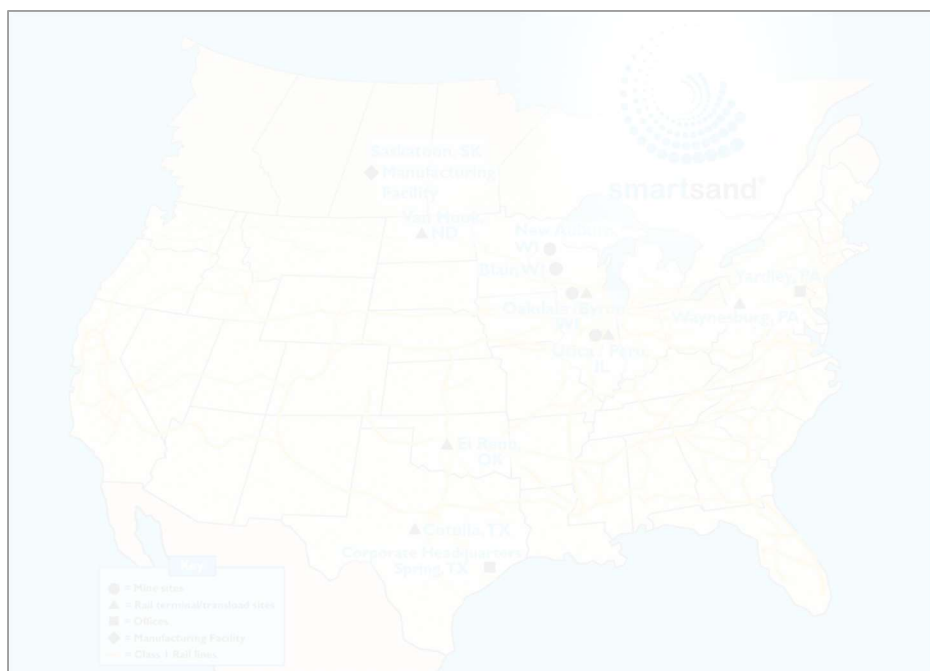 smartsand®
Saskatoon, SK
Manufacturing
Facility
Van Hook,
ND
New Auburn,
WI
Blair, WI
Yardley, PA
Waynesburg, PA
Oakdale / Byron
WI
Utica / Peru,
IL
El Reno,
OK
Corporate Headquarters
Spring, TX
Key
= Mine sites
= Rail terminal/transload sites
= Offices
= Manufacturing Facility
= Class 1 Rail lines